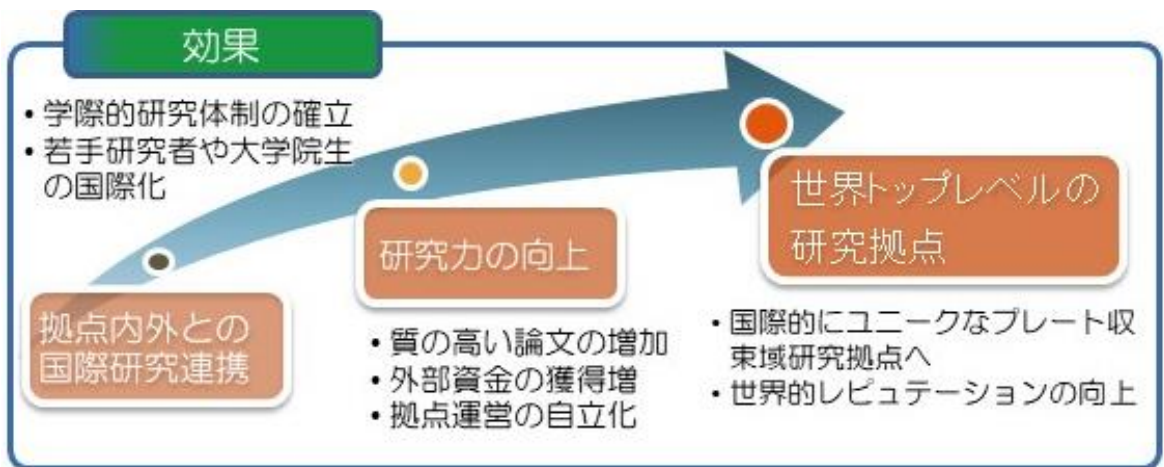 効果
• 学際的研究体制の確立
• 若手研究者や大学院生
の国際化
拠点内外との
国際研究連携
研究力の向上
• 質の高い論文の増加
• 外部資金の獲得増
• 拠点運営の自立化
世界トップレベルの
研究拠点
• 国際的にユニークなプレート収
束域研究拠点へ
• 世界的レピュテーションの向上